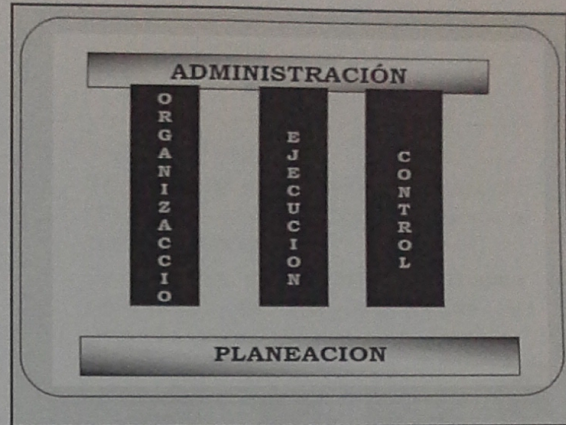 ADMINISTRACIÓN
ORGANIZACCIO
EJECUCION
CONTROL
PLANEACION